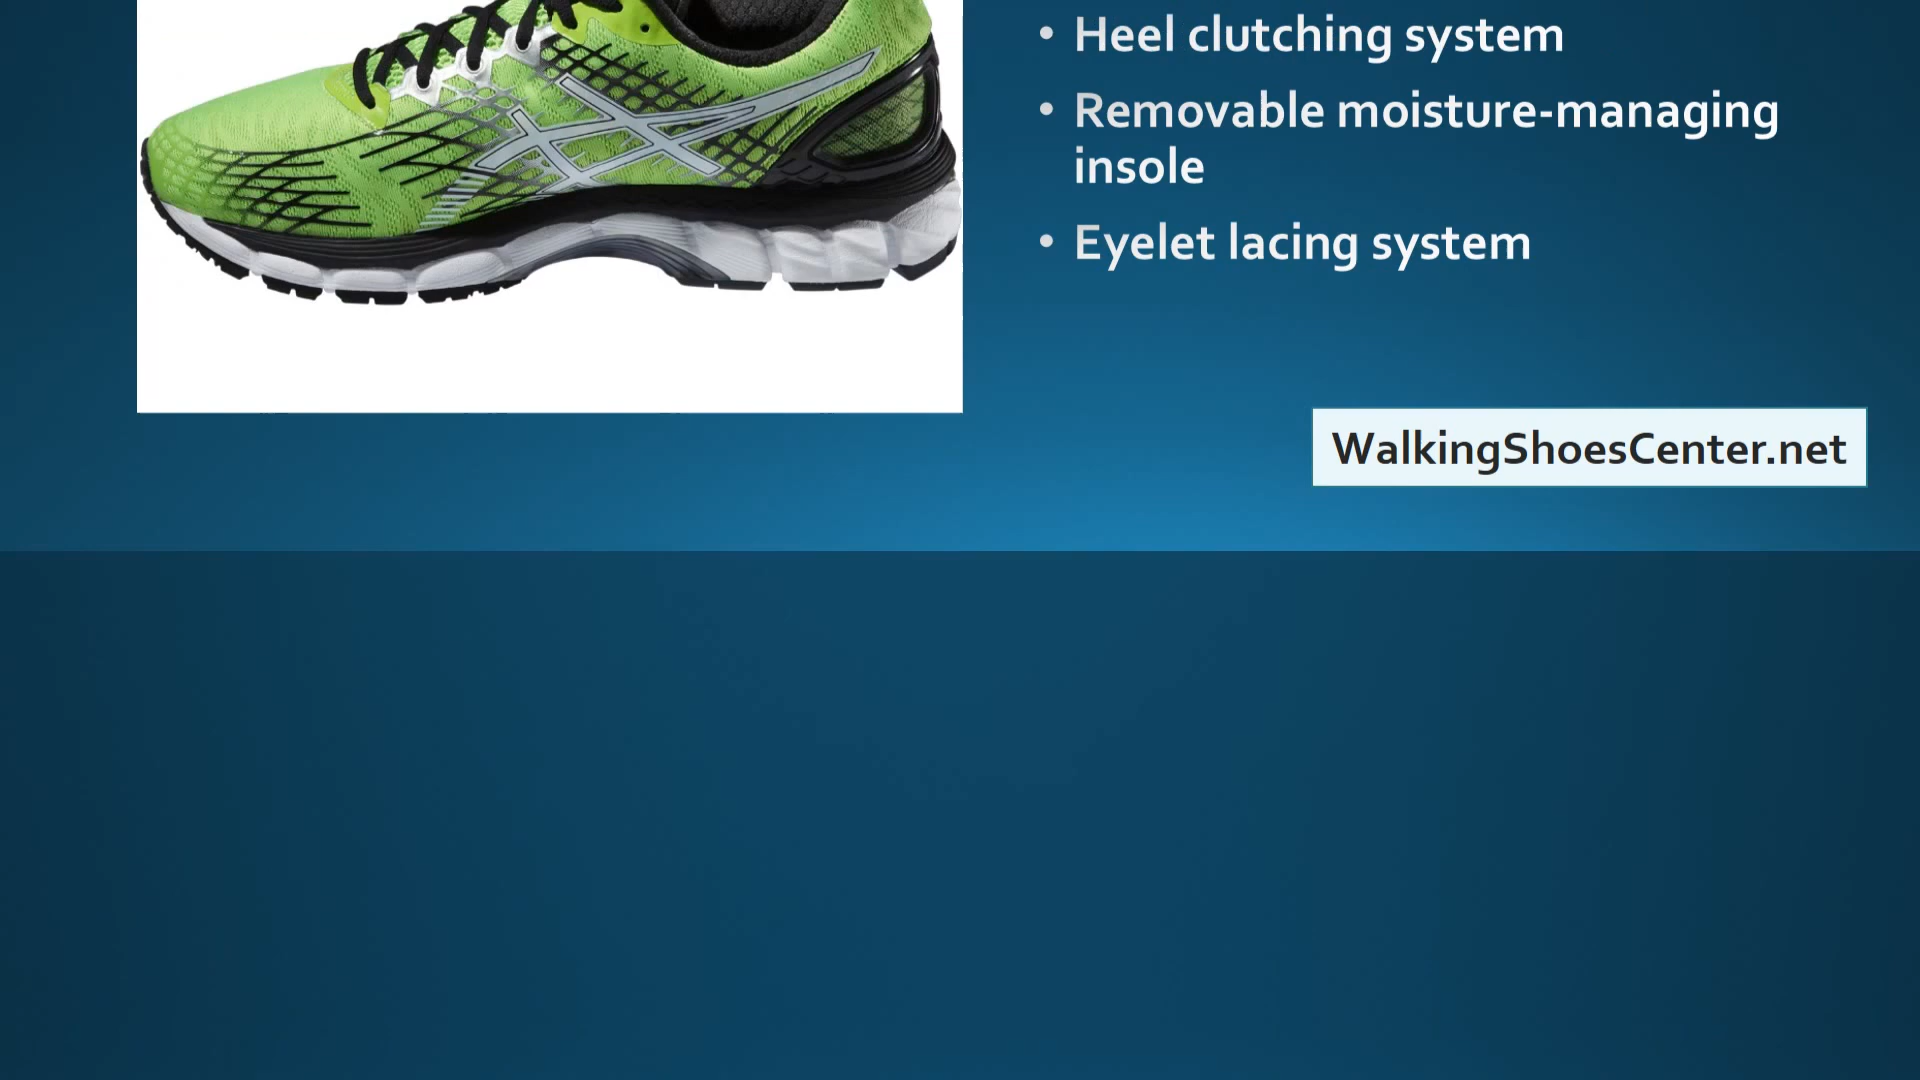 • Heel clutching system
• Removable moisture-managing
insole
• Eyelet lacing system
WalkingShoesCenter.net